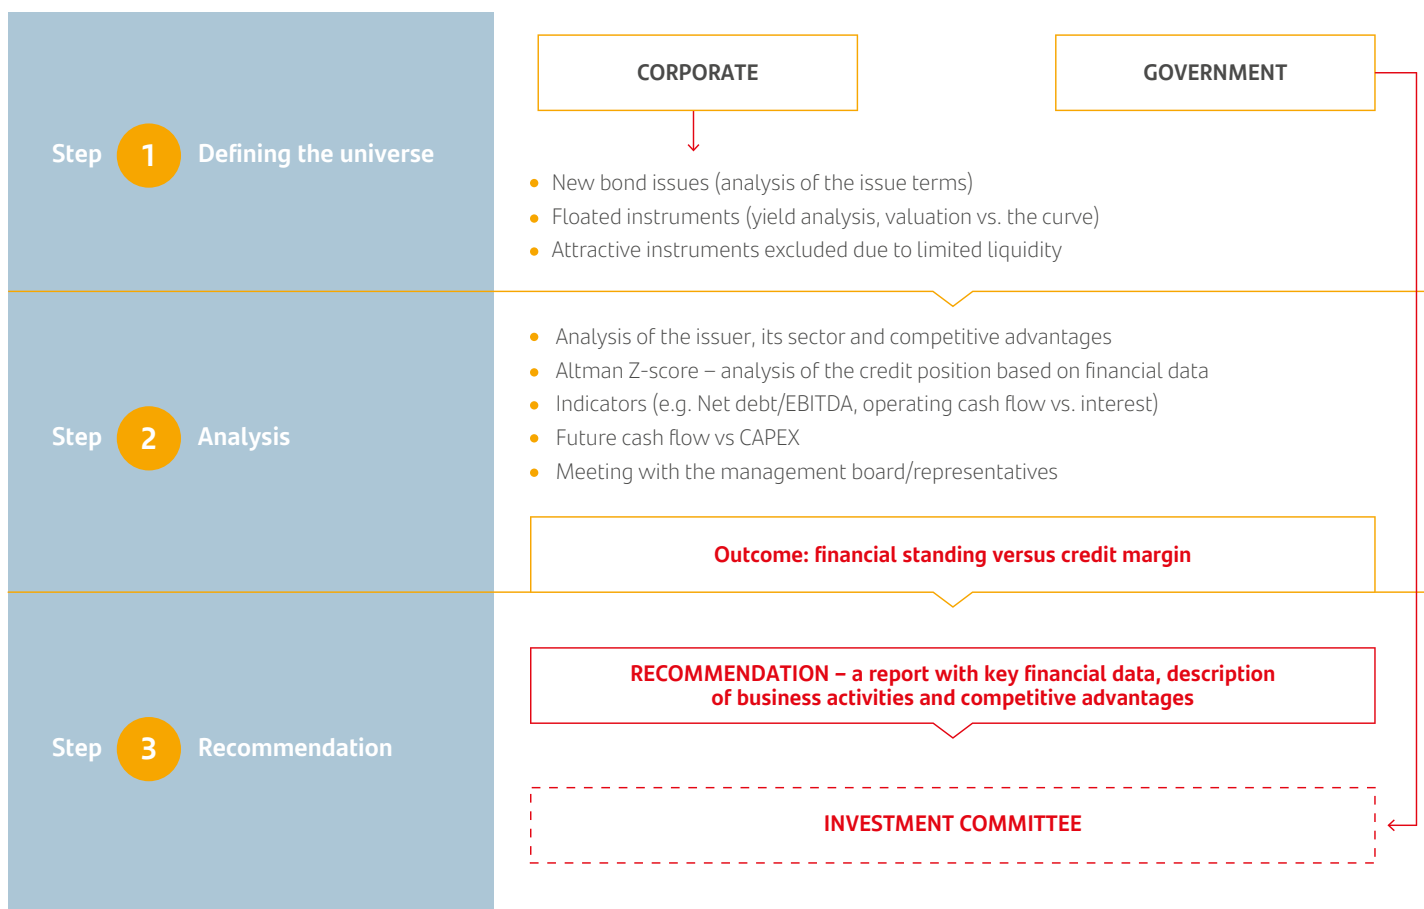 CORPORATE
GOVERNMENT
Step 1 Defining the universe
New bond issues (analysis of the issue terms)
Floated instruments (yield analysis, valuation vs. the curve)
Attractive instruments excluded due to limited liquidity
Step 2 Analysis
Analysis of the issuer, its sector and competitive advantages
Altman Z-score – analysis of the credit position based on financial data
Indicators (e.g. Net debt/EBITDA, operating cash flow vs. interest)
Future cash flow vs CAPEX
Meeting with the management board/representatives
Outcome: financial standing versus credit margin
Step 3 Recommendation
RECOMMENDATION – a report with key financial data, description
of business activities and competitive advantages
INVESTMENT COMMITTEE